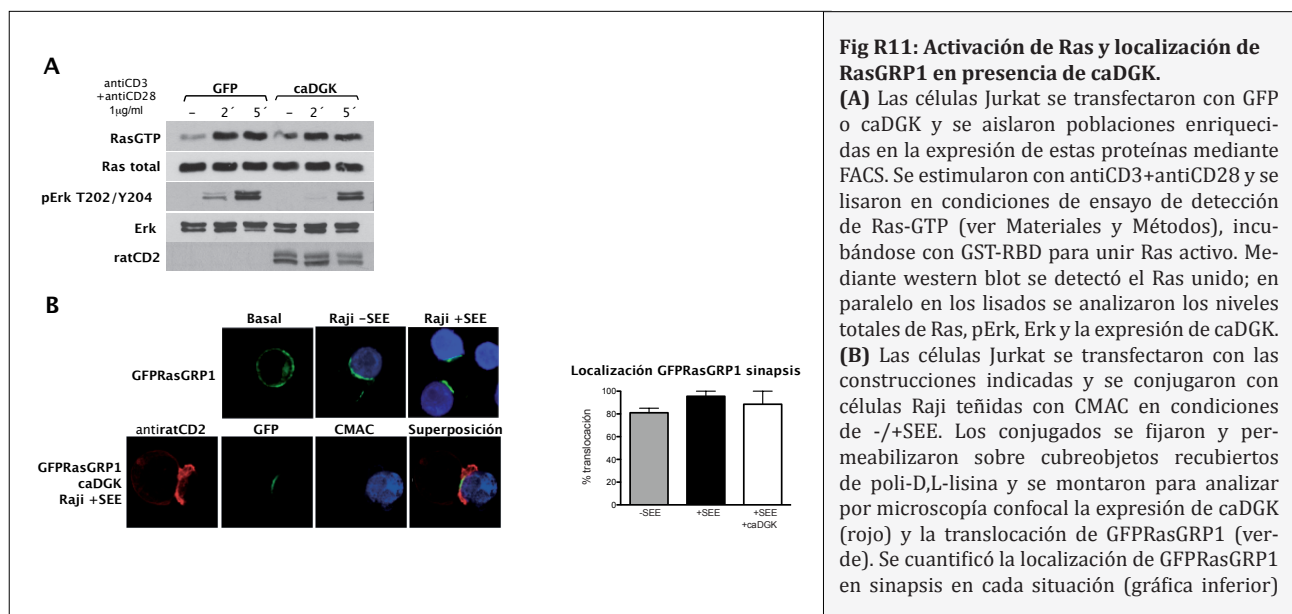 A
antiCD3
+antiCD28
1µg/ml
GFP
caDGK
– 2´ 5´ – 2´ 5´
RasGTP
Ras total
pErk T202/Y204
Erk
ratCD2
B
Basal
Raji –SEE
Raji +SEE
GFPRasGRP1
antiratCD2
GFP
CMAC
Superposición
GFPRasGRP1
caDGK
Raji +SEE
Localización GFPRasGRP1 sinapsis
% translocación
100
80
60
40
20
0
-SEE
+SEE
+SEE
+caDGK
Fig R11: Activación de Ras y localización de
RasGRP1 en presencia de caDGK.
(A) Las células Jurkat se transfectaron con GFP
o caDGK y se aislaron poblaciones enriqueci-
das en la expresión de estas proteínas mediante
FACS. Se estimularon con antiCD3+antiCD28 y se
lisaron en condiciones de ensayo de detección
de Ras-GTP (ver Materiales y Métodos), incu-
bándose con GST-RBD para unir Ras activo. Me-
diante western blot se detectó el Ras unido; en
paralelo en los lisados se analizaron los niveles
totales de Ras, pErk, Erk y la expresión de caDGK.
(B) Las células Jurkat se transfectaron con las
construcciones indicadas y se conjugaron con
células Raji teñidas con CMAC en condiciones
de -/+SEE. Los conjugados se fijaron y per-
meabilizaron sobre cubreobjetos recubiertos
de poli-D,L-lisina y se montaron para analizar
por microscopía confocal la expresión de caDGK
(rojo) y la translocación de GFPRasGRP1 (ver-
de). Se cuantificó la localización de GFPRasGRP1
en sinapsis en cada situación (gráfica inferior)